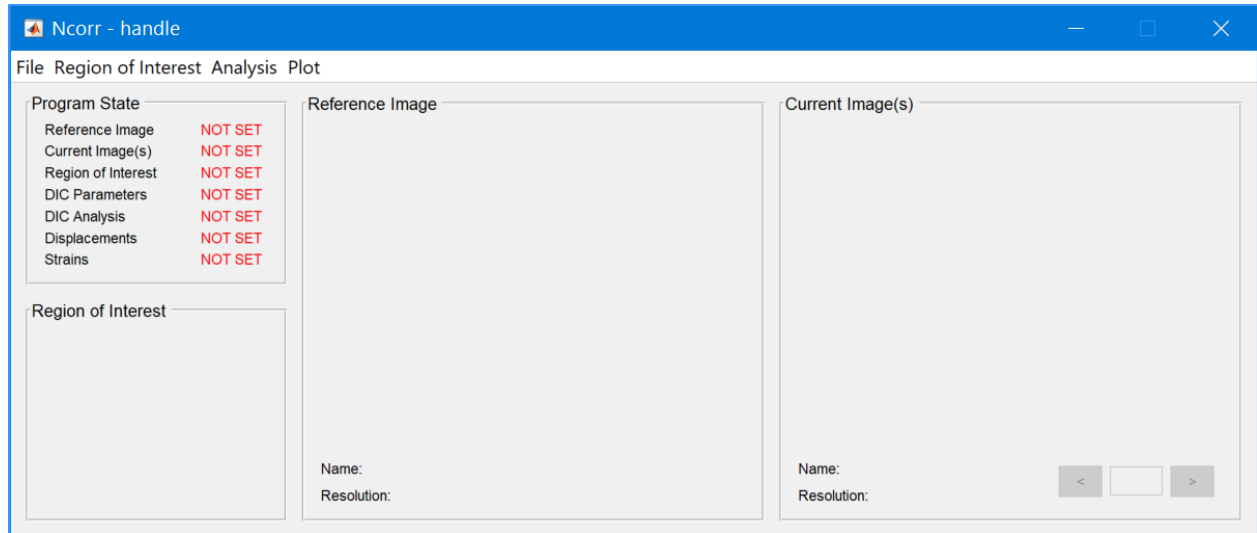 Ncorr - handle
File Region of Interest Analysis Plot
Program State
Reference Image NOT SET
Current Image(s) NOT SET
Region of Interest NOT SET
DIC Parameters NOT SET
DIC Analysis NOT SET
Displacements NOT SET
Strains NOT SET
Region of Interest
Reference Image
Name:
Resolution:
Current Image(s)
Name:
Resolution:
< >